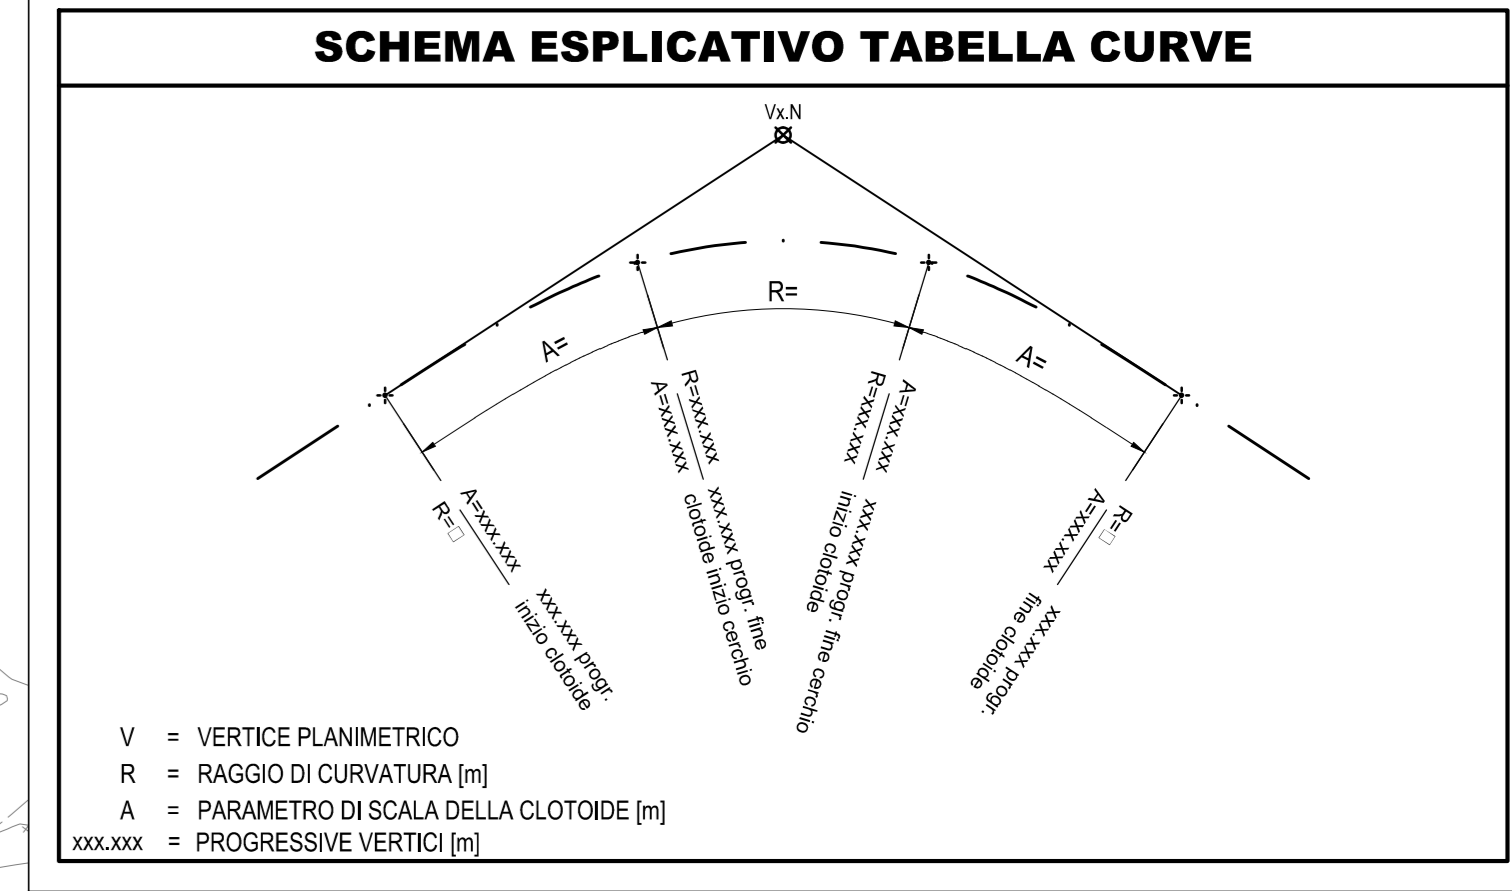 SCHEMA ESPLICATIVO TABELLA CURVE
Vx.N
R=
A=
A=
A=xxx.xxx
R=□
xxx.xxx progr.
inizio clotoide
R=xxx.xxx
A=xxx.xxx
xxx.xxx progr. fine
clotoide inizio cerchio
A=xxx.xxx
R=xxx.xxx
xxx.xxx progr. fine cerchio
inizio clotoide
R=□
A=xxx.xxx
xxx.xxx progr.
fine clotoide
V = VERTICE PLANIMETRICO
R = RAGGIO DI CURVATURA [m]
A = PARAMETRO DI SCALA DELLA CLOTOIDE [m]
xxx.xxx = PROGRESSIVE VERTICI [m]